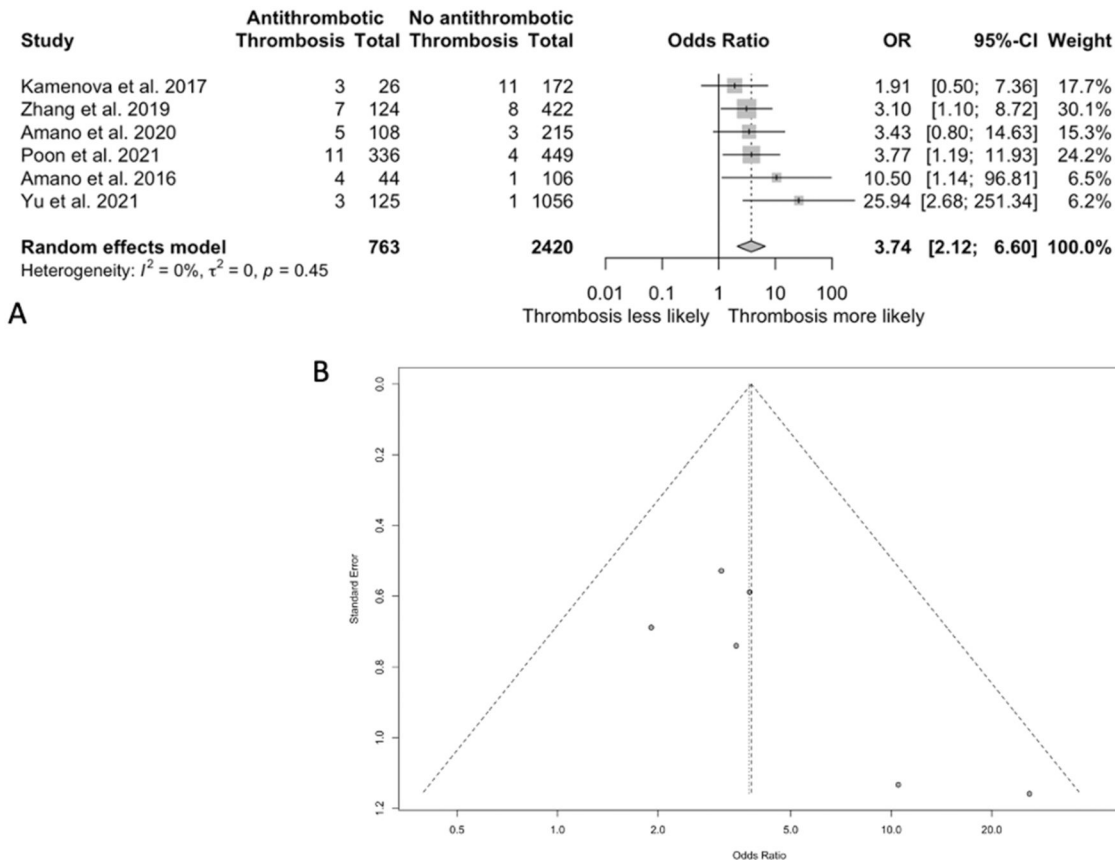 Antithrombotic No antithrombotic
Study Thrombosis Total Thrombosis Total Odds Ratio OR 95%-CI Weight
Kamenova et al. 2017 3 26 11 172 1.91 [0.50; 7.36] 17.7%
Zhang et al. 2019 7 124 8 422 3.10 [1.10; 8.72] 30.1%
Amano et al. 2020 5 108 3 215 3.43 [0.80; 14.63] 15.3%
Poon et al. 2021 11 336 4 449 3.77 [1.19; 11.93] 24.2%
Amano et al. 2016 4 44 1 106 10.50 [1.14; 96.81] 6.5%
Yu et al. 2021 3 125 1 1056 25.94 [2.68; 251.34] 6.2%
Random effects model 763 2420 3.74 [2.12; 6.60] 100.0%
Heterogeneity: I² = 0%, τ² = 0, p = 0.45
0.01 0.1 1 10 100
Thrombosis less likely Thrombosis more likely
A
B
0.0
0.2
0.4
0.6
0.8
1.0
1.2
Standard Error
0.5 1.0 2.0 5.0 10.0 20.0
Odds Ratio